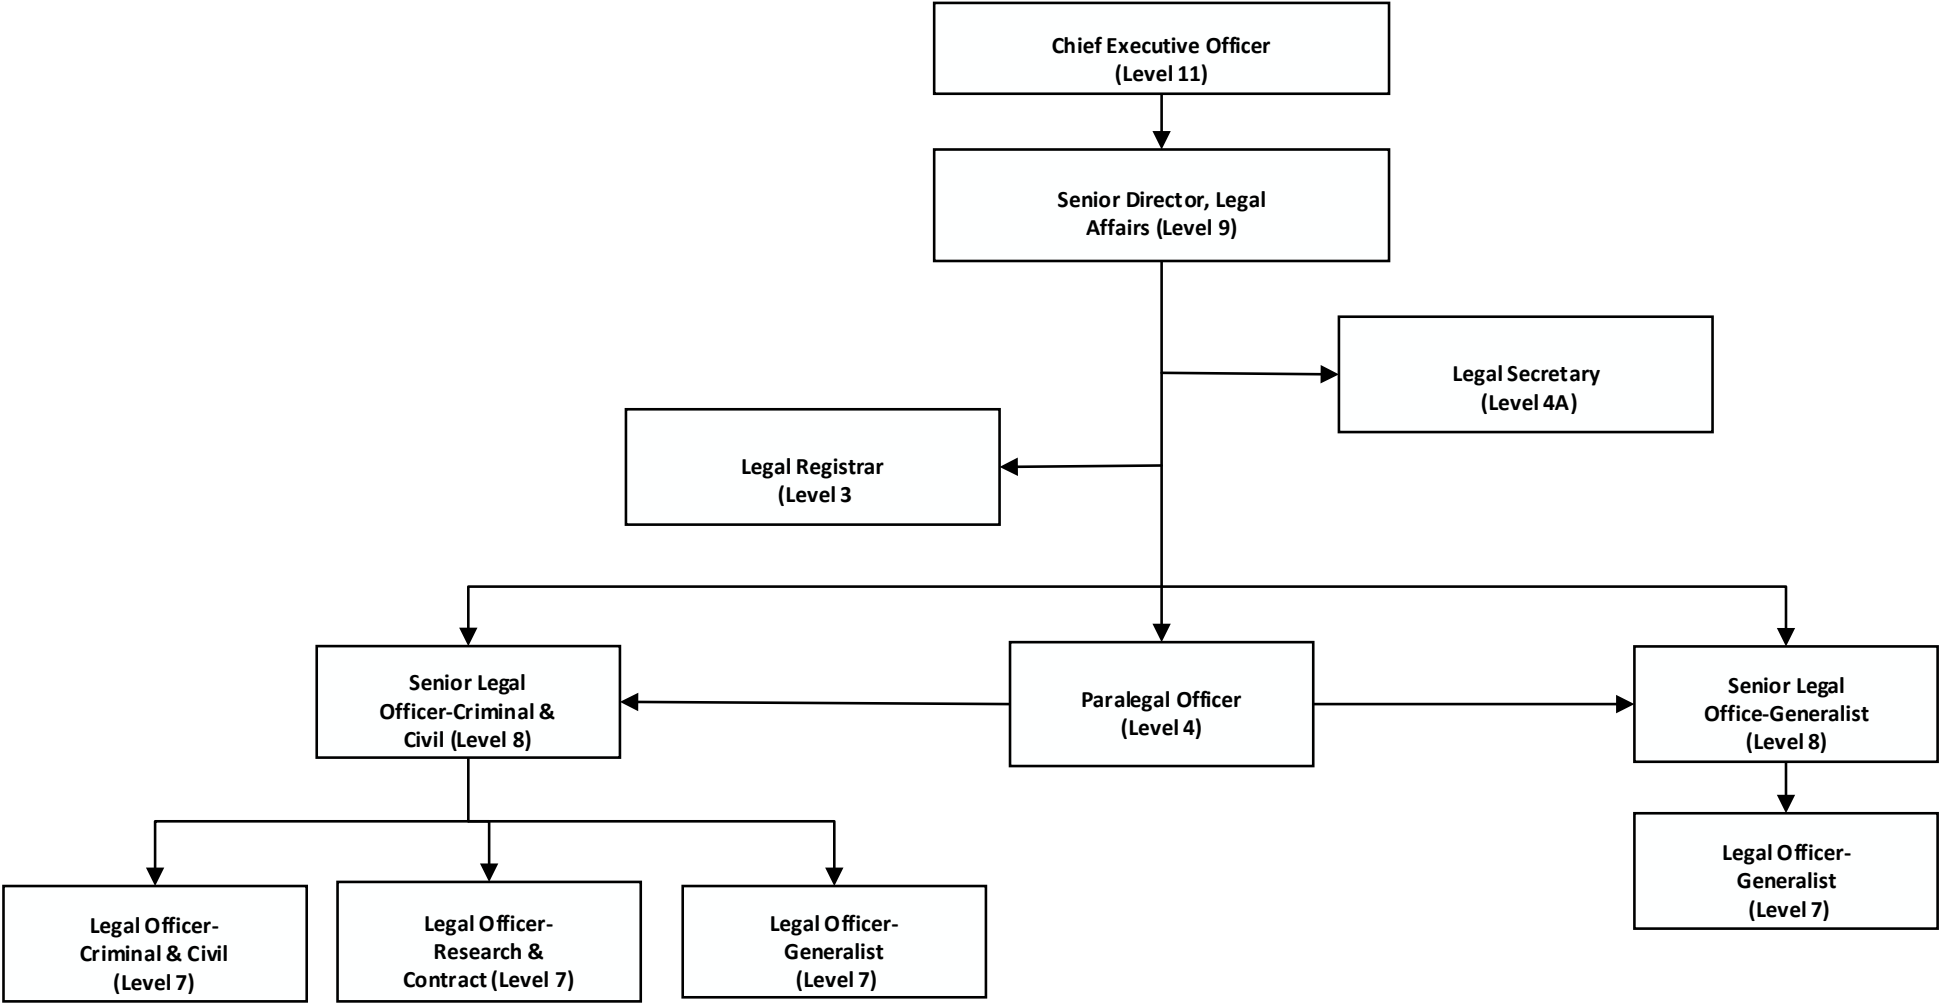 Chief Executive Officer
(Level 11)
Senior Director, Legal
Affairs (Level 9)
Legal Secretary
(Level 4A)
Legal Registrar
(Level 3
Senior Legal
Officer-Criminal &
Civil (Level 8)
Paralegal Officer
(Level 4)
Senior Legal
Office-Generalist
(Level 8)
Legal Officer-
Criminal & Civil
(Level 7)
Legal Officer-
Research &
Contract (Level 7)
Legal Officer-
Generalist
(Level 7)
Legal Officer-
Generalist
(Level 7)